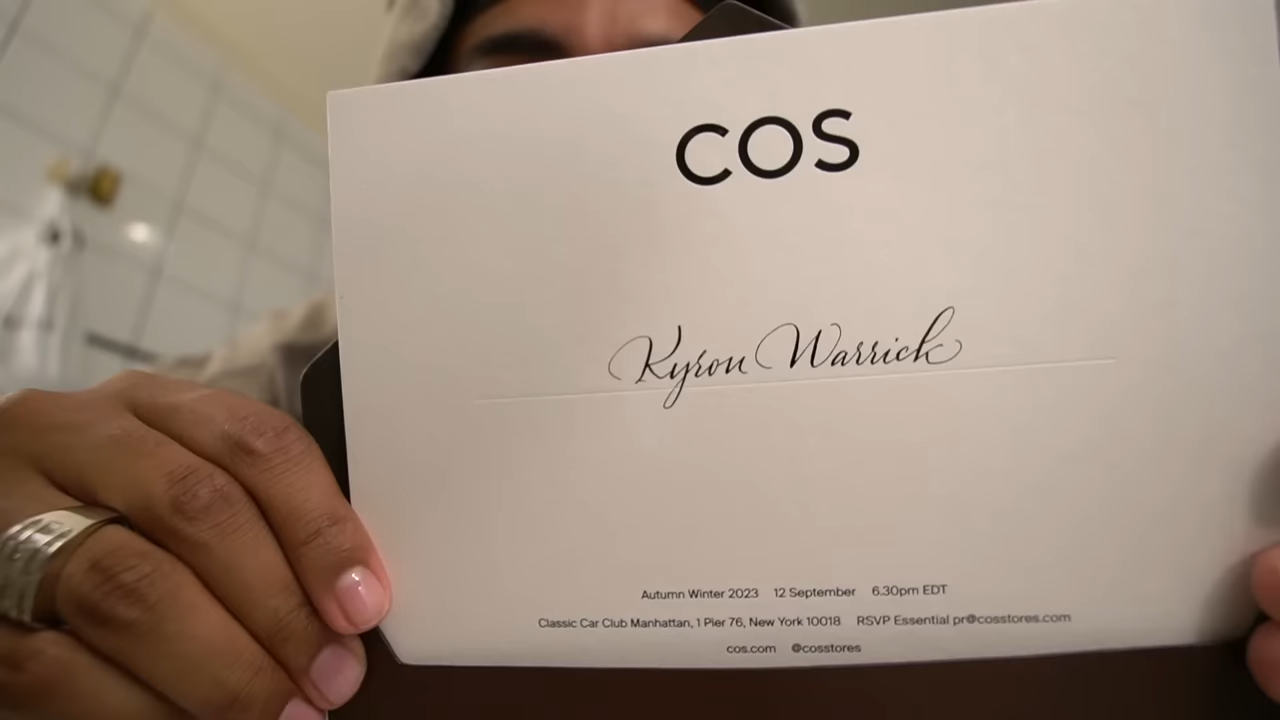 COS
Kyron Warrick
Autumn Winter 2023 12 September 6.30pm EDT
Classic Car Club Manhattan, 1 Pier 76, New York 10018 RSVP Essential pr@cosstores.com
cos.com @cosstores